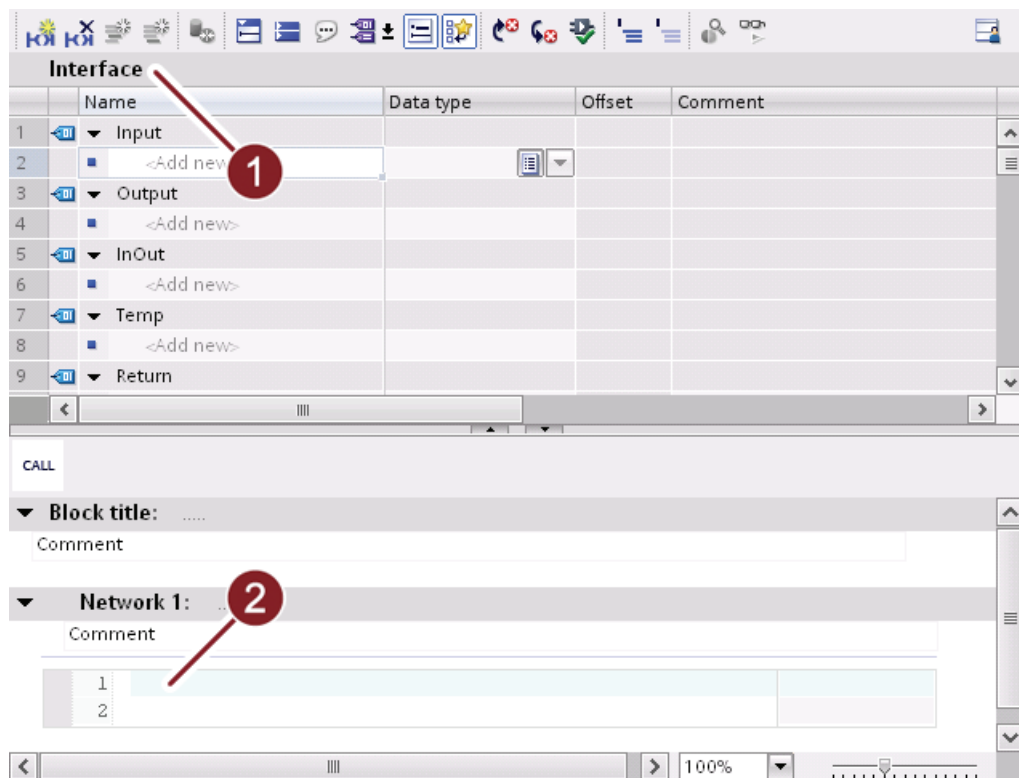 Interface
Name Data type Offset Comment
1 Input
2 <Add new
1
3 Output
4 <Add new>
5 InOut
6 <Add new>
7 Temp
8 <Add new>
9 Return
CALL
Block title: .....
Comment
Network 1: ..
2
Comment
1
2
100%